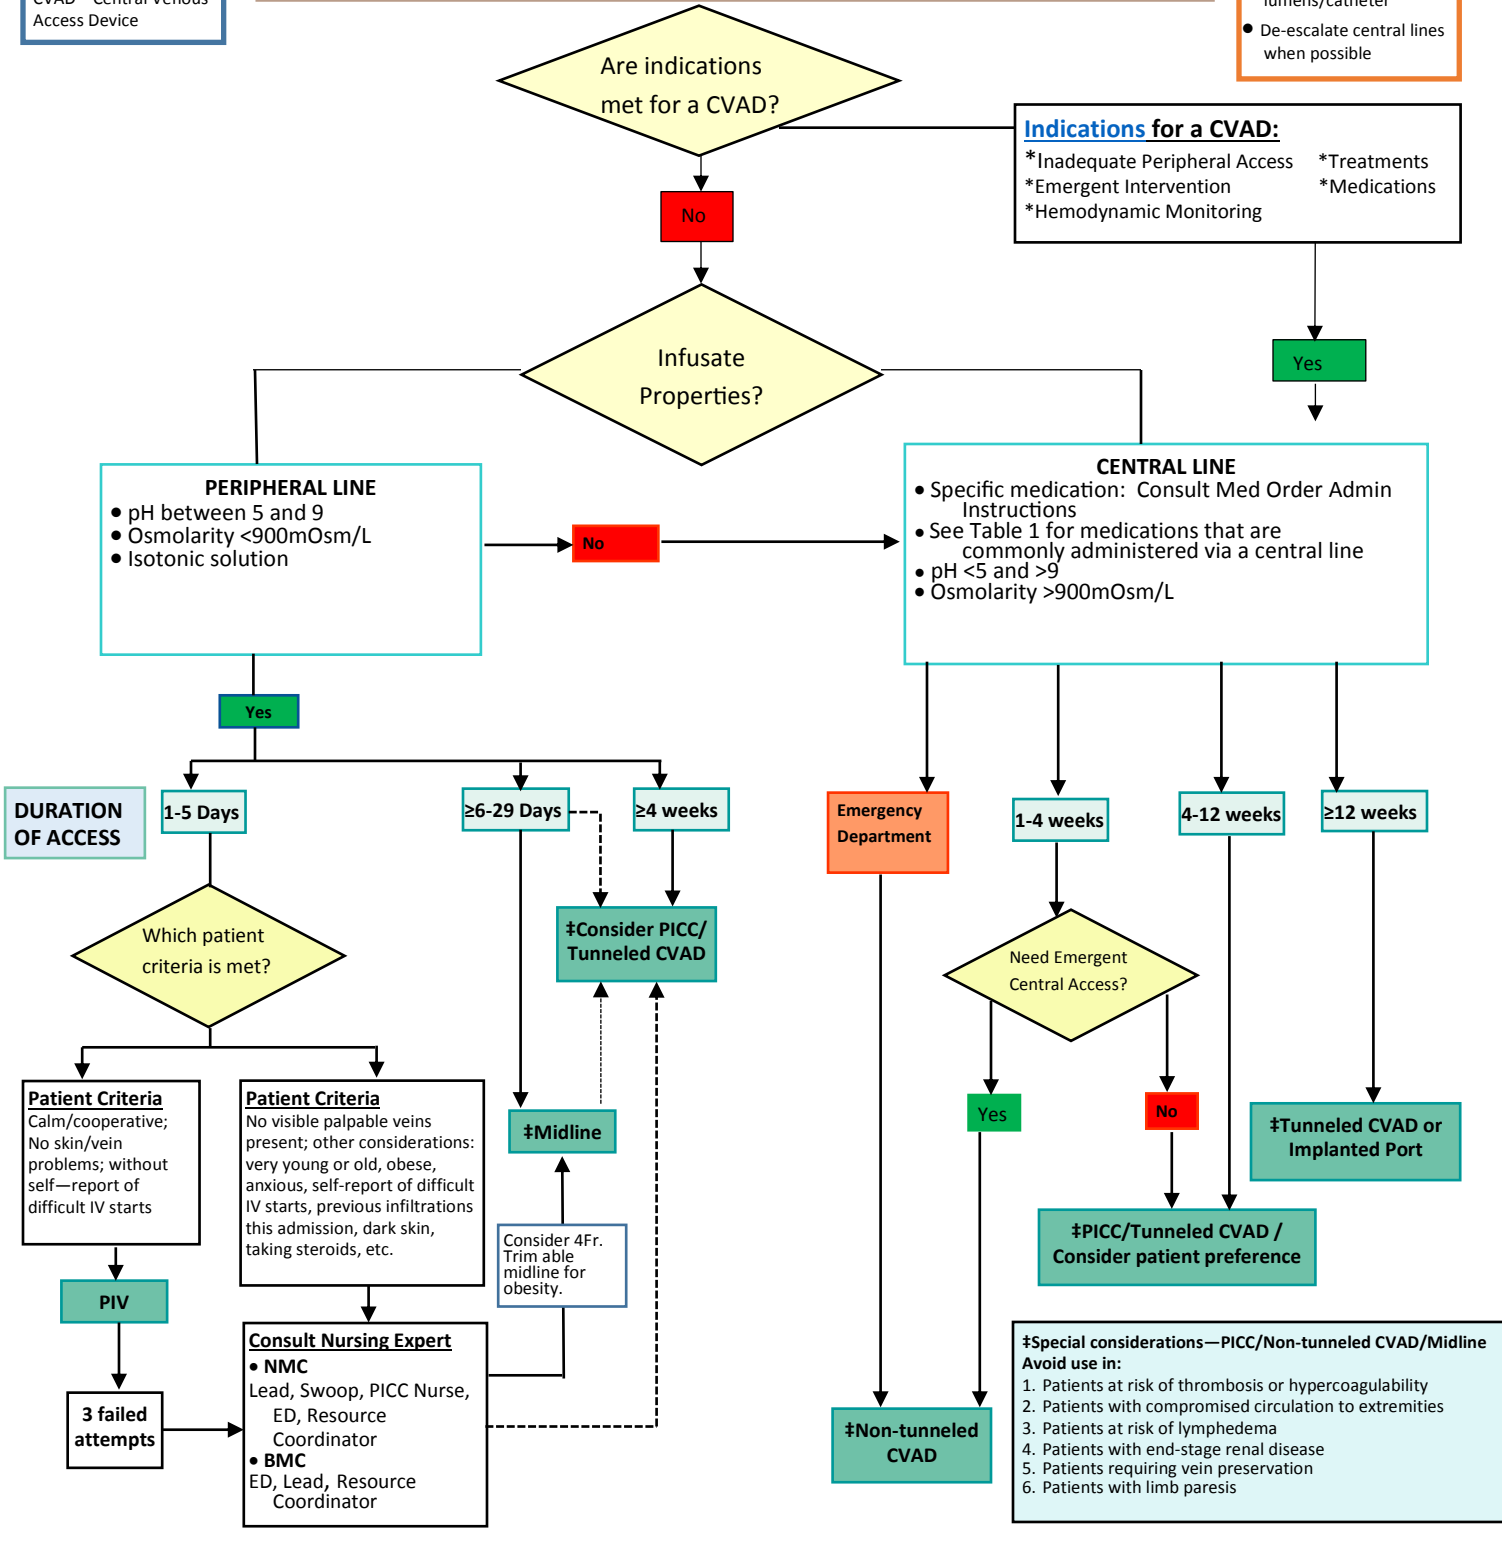 CVAD – Central Venous
Access Device
lumens/catheter
● De-escalate central lines
when possible
Are indications
met for a CVAD?
Indications for a CVAD:
*Inadequate Peripheral Access *Treatments
*Emergent Intervention *Medications
*Hemodynamic Monitoring
No
Yes
Infusate
Properties?
PERIPHERAL LINE
● pH between 5 and 9
● Osmolarity <900mOsm/L
● Isotonic solution
No
CENTRAL LINE
● Specific medication: Consult Med Order Admin
Instructions
● See Table 1 for medications that are
commonly administered via a central line
● pH <5 and >9
● Osmolarity >900mOsm/L
Yes
DURATION
OF ACCESS
1-5 Days
≥6-29 Days
≥4 weeks
Emergency
Department
1-4 weeks
4-12 weeks
≥12 weeks
Which patient
criteria is met?
‡Consider PICC/
Tunneled CVAD
Need Emergent
Central Access?
Patient Criteria
Calm/cooperative;
No skin/vein
problems; without
self—report of
difficult IV starts
Patient Criteria
No visible palpable veins
present; other considerations:
very young or old, obese,
anxious, self-report of difficult
IV starts, previous infiltrations
this admission, dark skin,
taking steroids, etc.
‡Midline
Yes
No
‡Tunneled CVAD or
Implanted Port
Consider 4Fr.
Trim able
midline for
obesity.
‡PICC/Tunneled CVAD /
Consider patient preference
PIV
3 failed
attempts
Consult Nursing Expert
● NMC
Lead, Swoop, PICC Nurse,
ED, Resource
Coordinator
● BMC
ED, Lead, Resource
Coordinator
‡Non-tunneled
CVAD
‡Special considerations—PICC/Non-tunneled CVAD/Midline
Avoid use in:
1. Patients at risk of thrombosis or hypercoagulability
2. Patients with compromised circulation to extremities
3. Patients at risk of lymphedema
4. Patients with end-stage renal disease
5. Patients requiring vein preservation
6. Patients with limb paresis